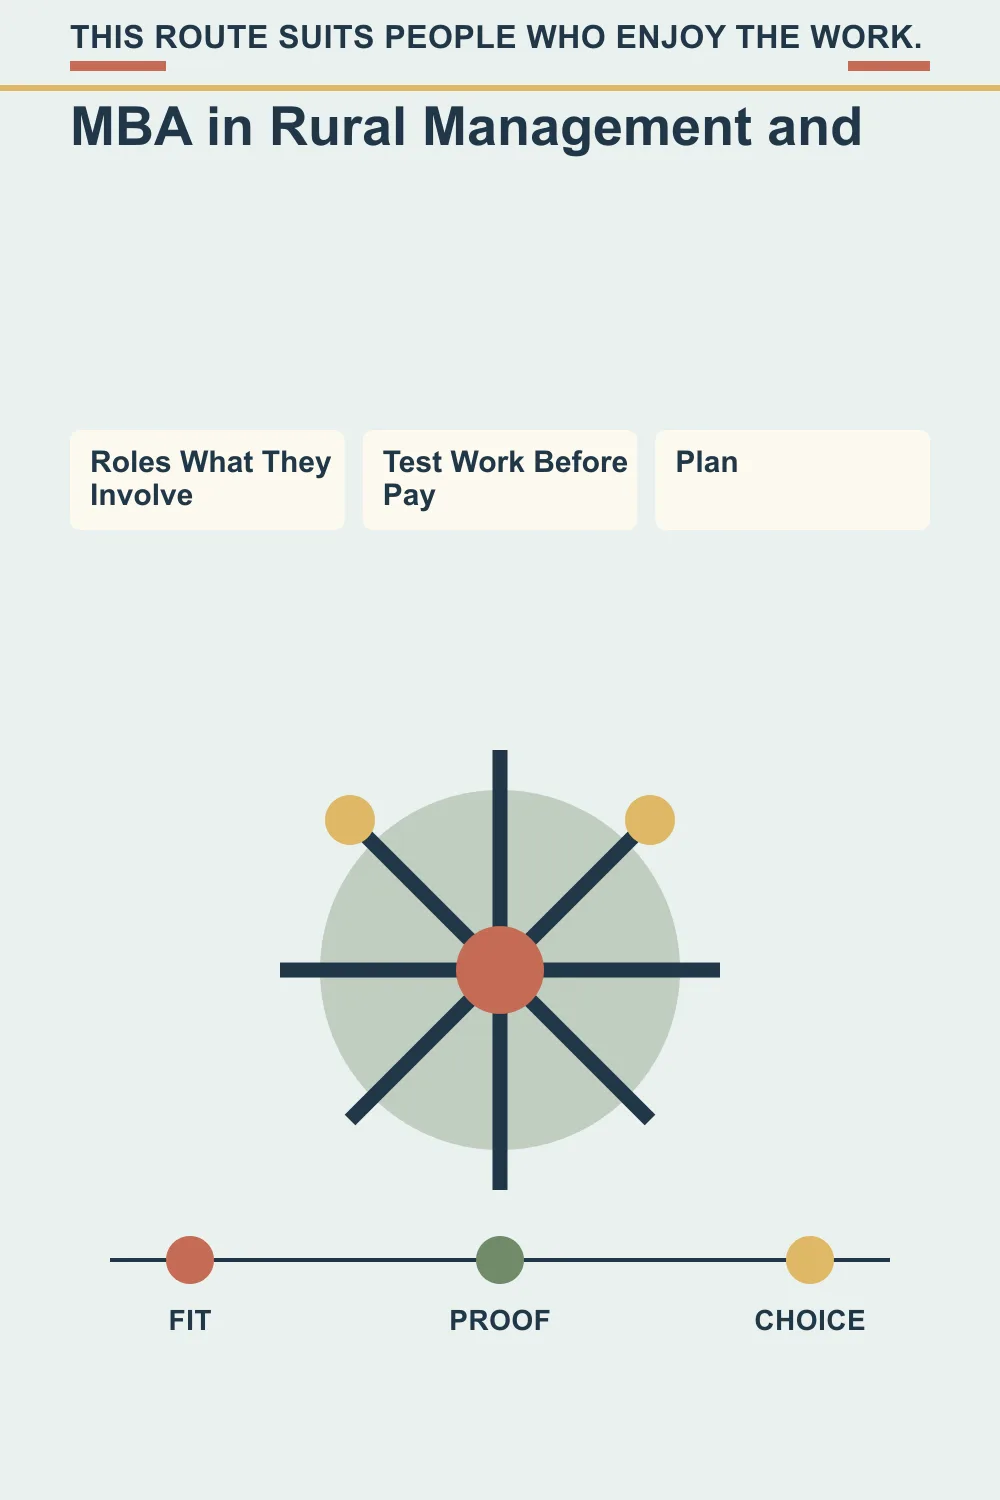 THIS ROUTE SUITS PEOPLE WHO ENJOY THE WORK.
MBA in Rural Management and
Roles What They
Involve
Test Work Before
Pay
Plan
FIT
PROOF
CHOICE